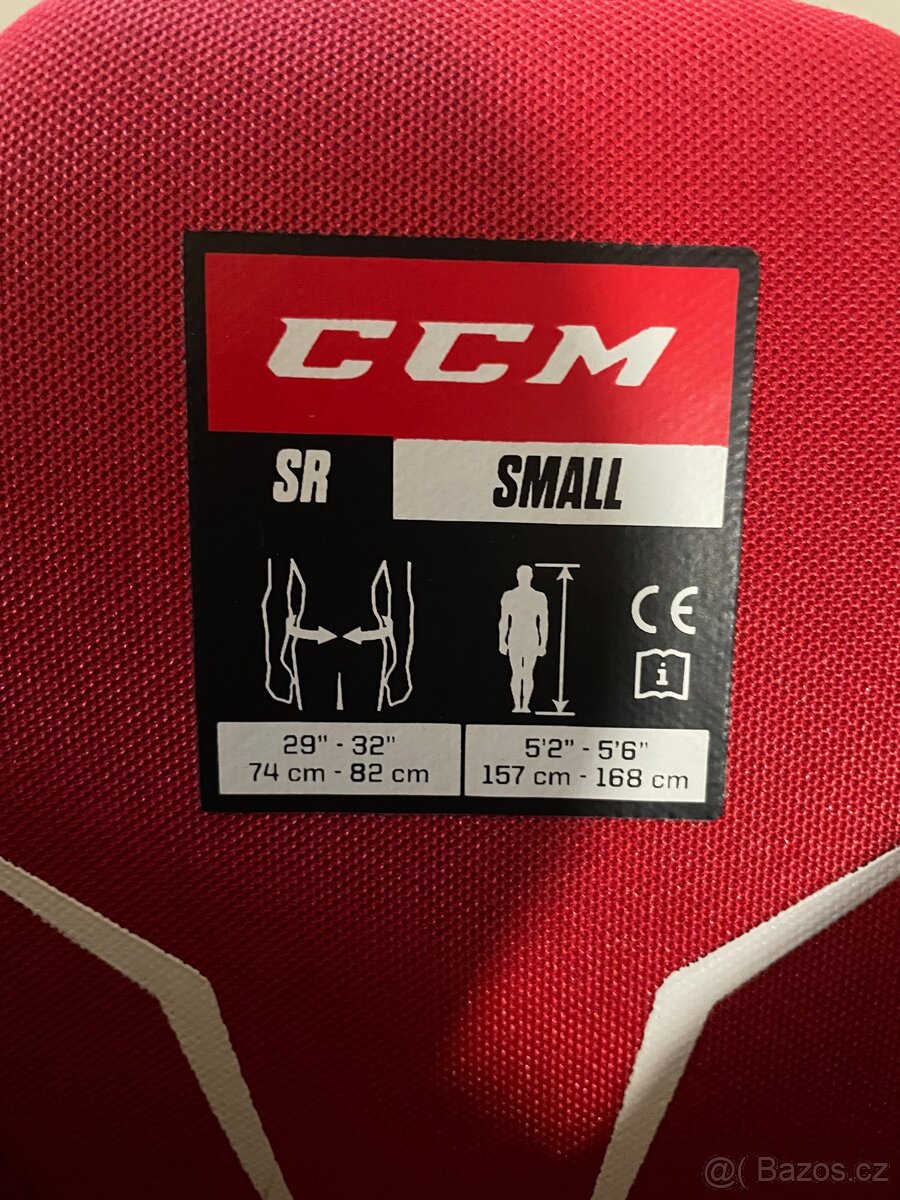 CCM
SR SMALL
CE
i
29" - 32"
74 cm - 82 cm
5'2" - 5'6"
157 cm - 168 cm
@( Bazos.cz